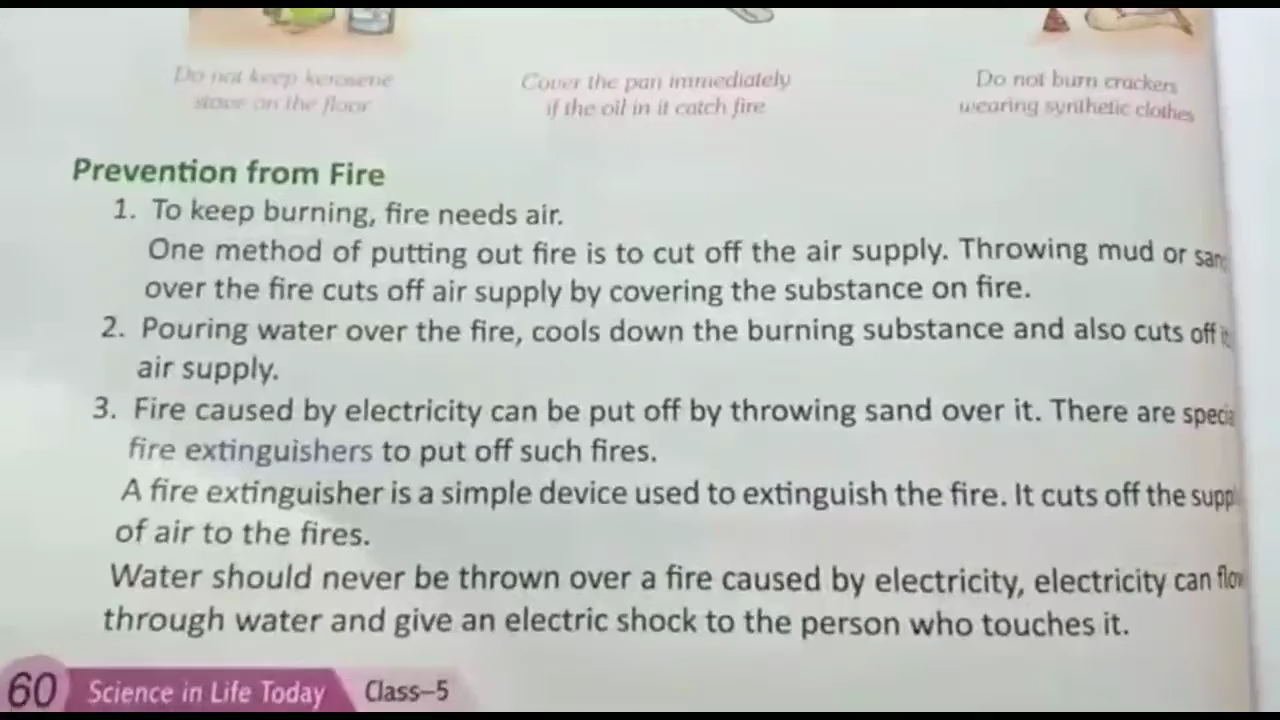 Do not keep kerosene
stove on the floor
Cover the pan immediately
if the oil in it catch fire
Do not burn crackers
wearing synthetic clothes
Prevention from Fire
1. To keep burning, fire needs air.
One method of putting out fire is to cut off the air supply. Throwing mud or san
over the fire cuts off air supply by covering the substance on fire.
2. Pouring water over the fire, cools down the burning substance and also cuts off
air supply.
3. Fire caused by electricity can be put off by throwing sand over it. There are specia
fire extinguishers to put off such fires.
A fire extinguisher is a simple device used to extinguish the fire. It cuts off the suppl
of air to the fires.
Water should never be thrown over a fire caused by electricity, electricity can flow
through water and give an electric shock to the person who touches it.
60 Science in Life Today Class–5